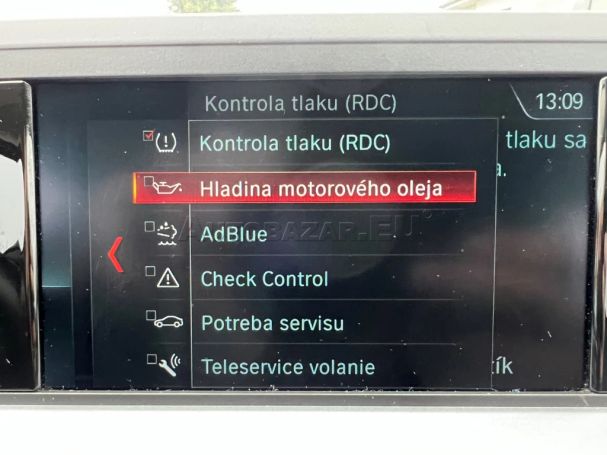 Kontrola tlaku (RDC)
13:09
Kontrola tlaku (RDC)
tlaku sa
Hladina motorového oleja
a.
AUTOBAZAR.EU
AdBlue
Check Control
Potreba servisu
Teleservice volanie
ík